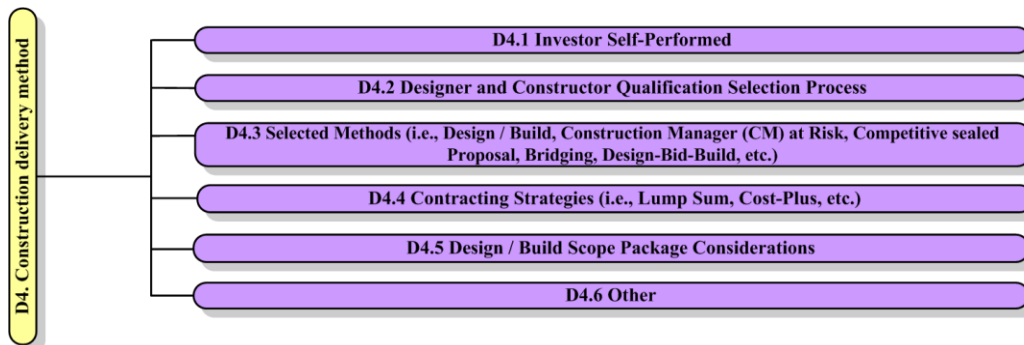 D4. Construction delivery method
D4.1 Investor Self-Performed
D4.2 Designer and Constructor Qualification Selection Process
D4.3 Selected Methods (i.e., Design / Build, Construction Manager (CM) at Risk, Competitive sealed
Proposal, Bridging, Design-Bid-Build, etc.)
D4.4 Contracting Strategies (i.e., Lump Sum, Cost-Plus, etc.)
D4.5 Design / Build Scope Package Considerations
D4.6 Other